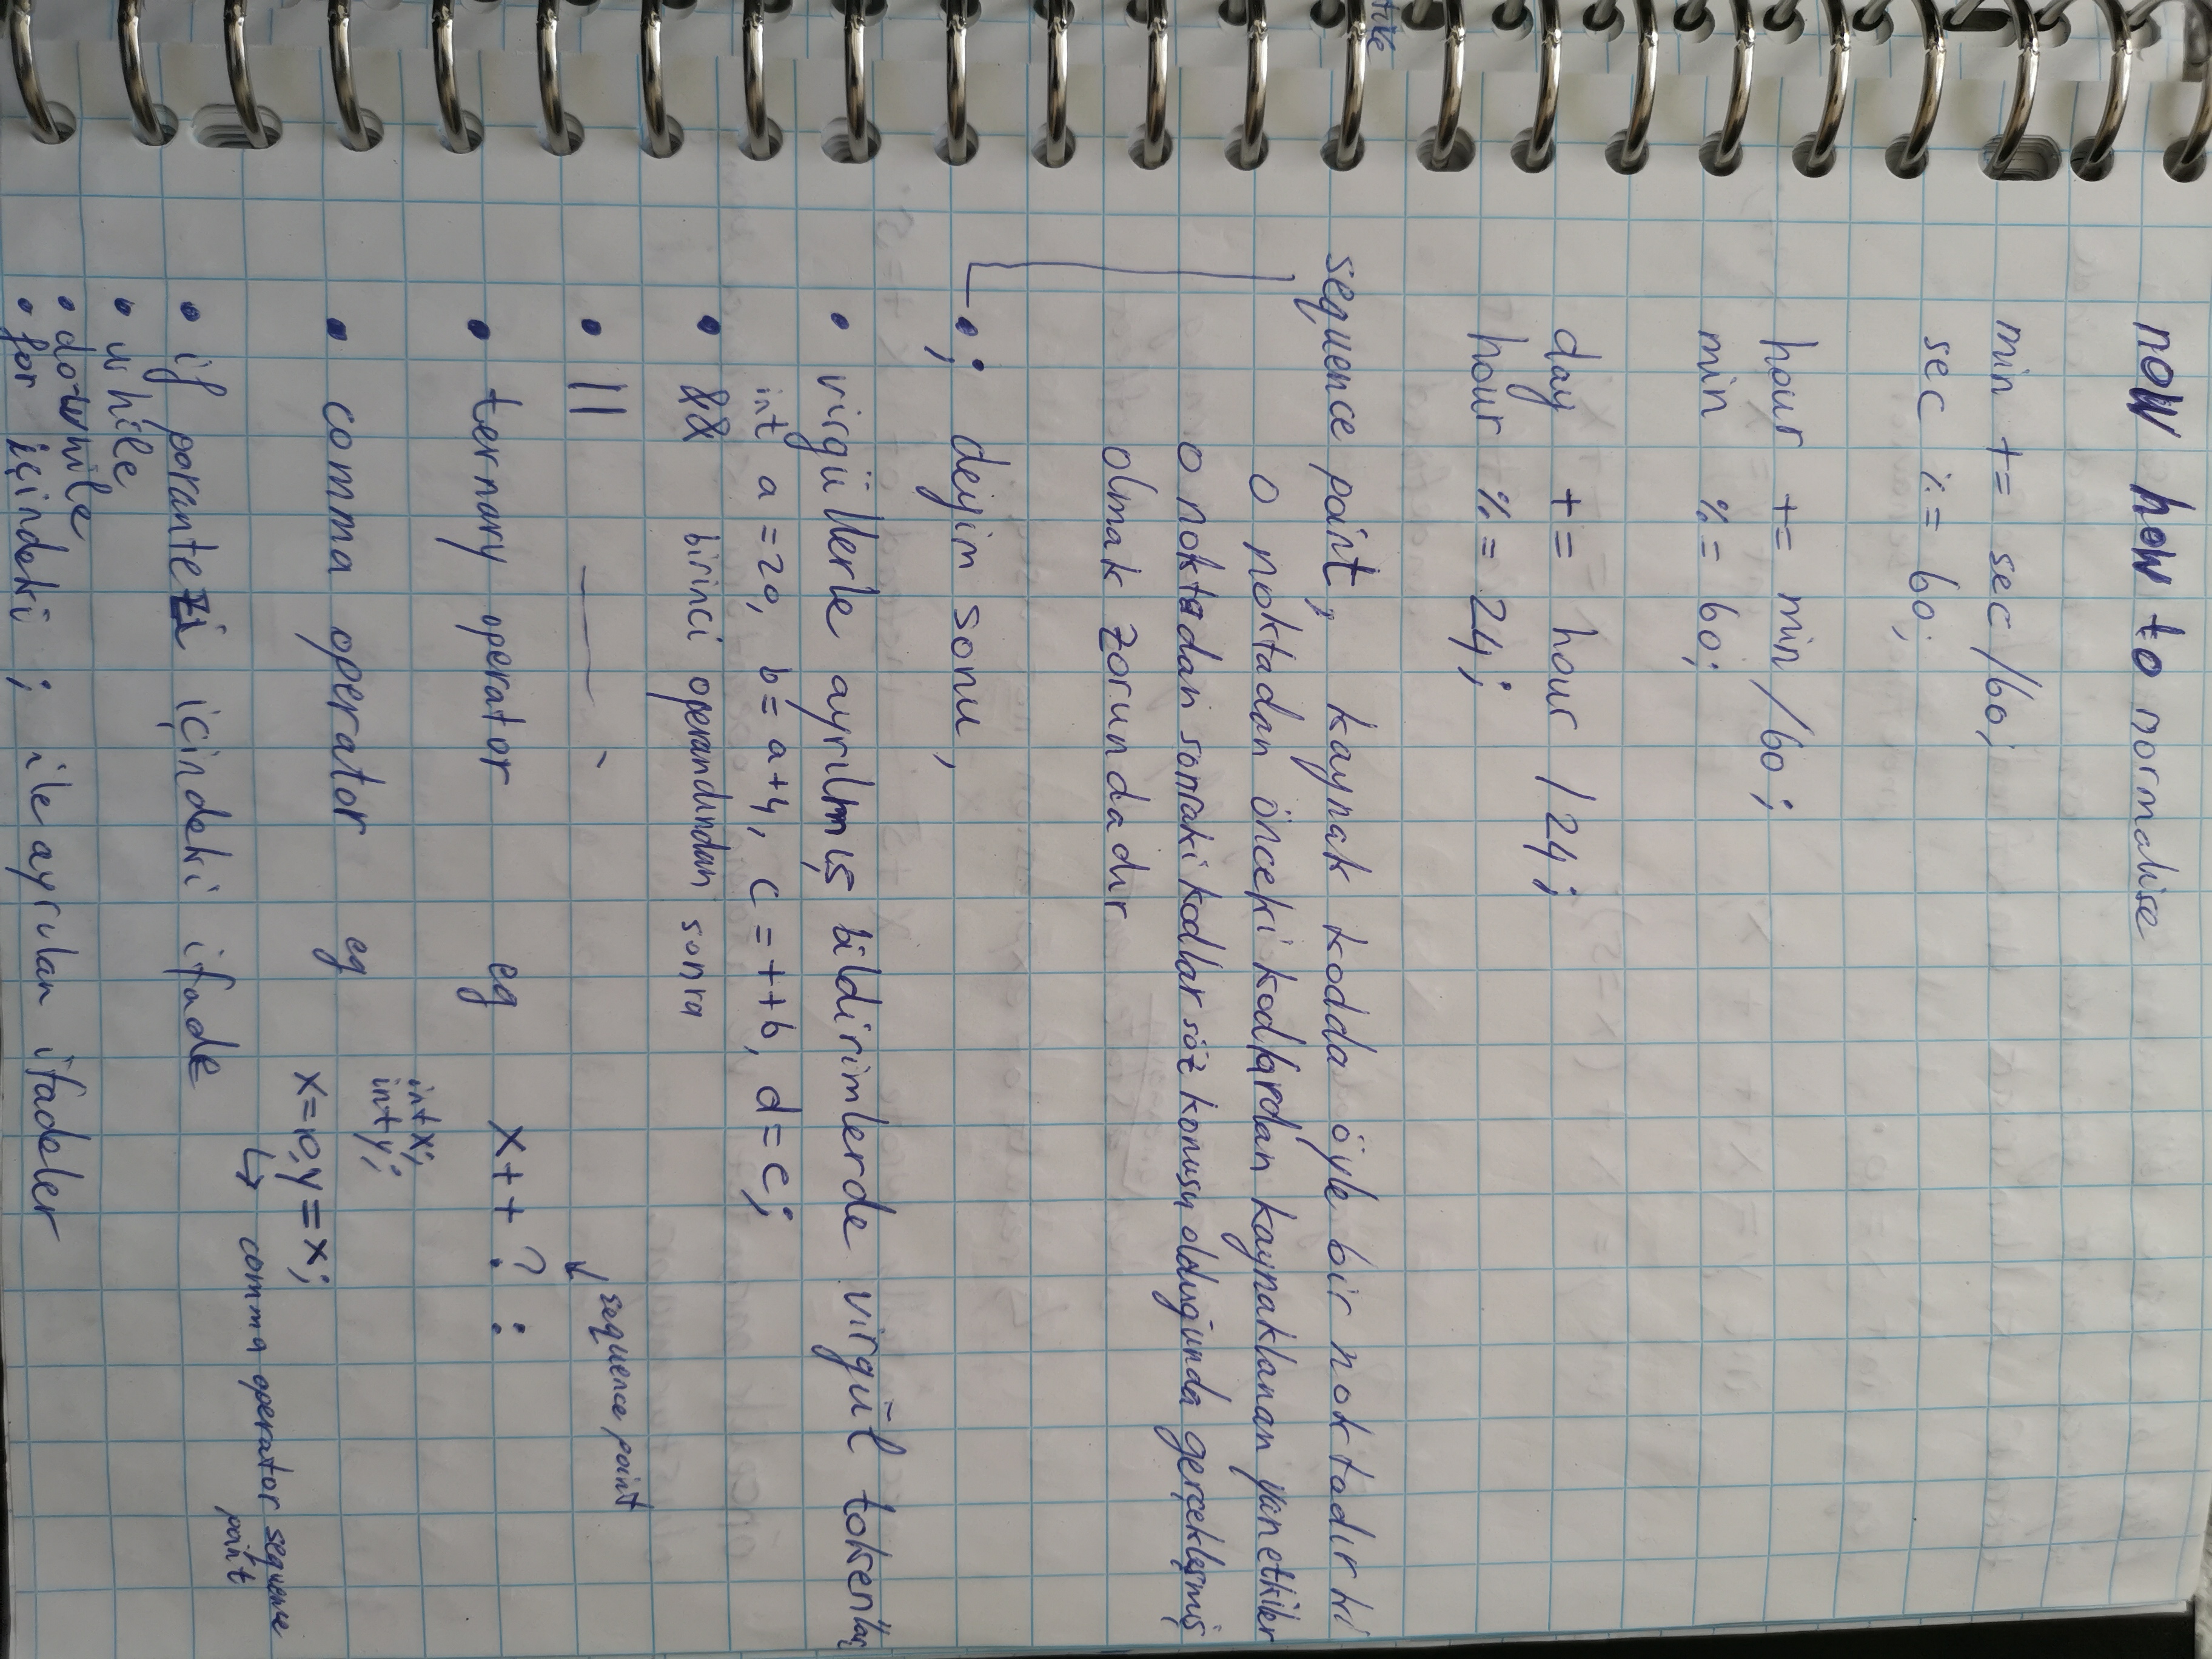 now how to normalise
min += sec /60;
sec %= 60;
hour += min /60;
min %= 60;
day += hour /24;
hour %= 24;
sequence point, kaynak kodda öyle bir noktadır ki
o noktadan önceki kodlardan kaynaklanan yan etkiler
o noktadan sonraki kodlar söz konusu olduğunda gerçekleşmiş
olmak zorundadır
• ; deyim sonu,
• virgüllerle ayrılmış bildirimlerde virgül token'ları
int a = 20, b = a+4, c = ++b, d = c;
• && birinci operandından sonra
• ||
sequence point
• ternary operator eg x++ ? :
int x;
int y;
• comma operator eg
x=10,y=x;
↳ comma operator sequence
point
• if parantezi içindeki ifade
• while
• do-while
• for içindeki ; ile ayrılan ifadeler